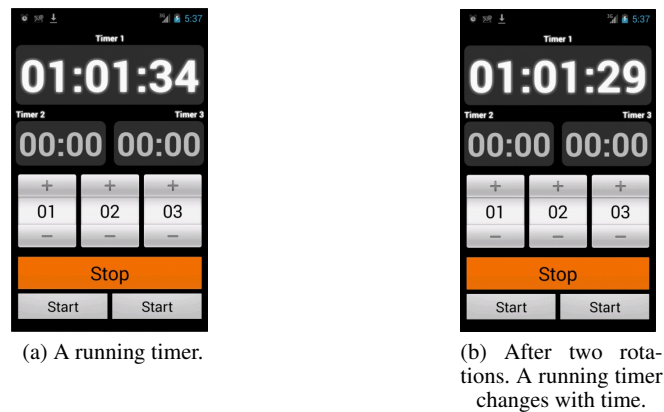 3G 5:37
Timer 1
01:01:34
Timer 2 Timer 3
00:00 00:00
+ + +
01 02 03
− − −
Stop
Start Start
(a) A running timer.
3G 5:37
Timer 1
01:01:29
Timer 2 Timer 3
00:00 00:00
+ + +
01 02 03
− − −
Stop
Start Start
(b) After two rota-
tions. A running timer
changes with time.